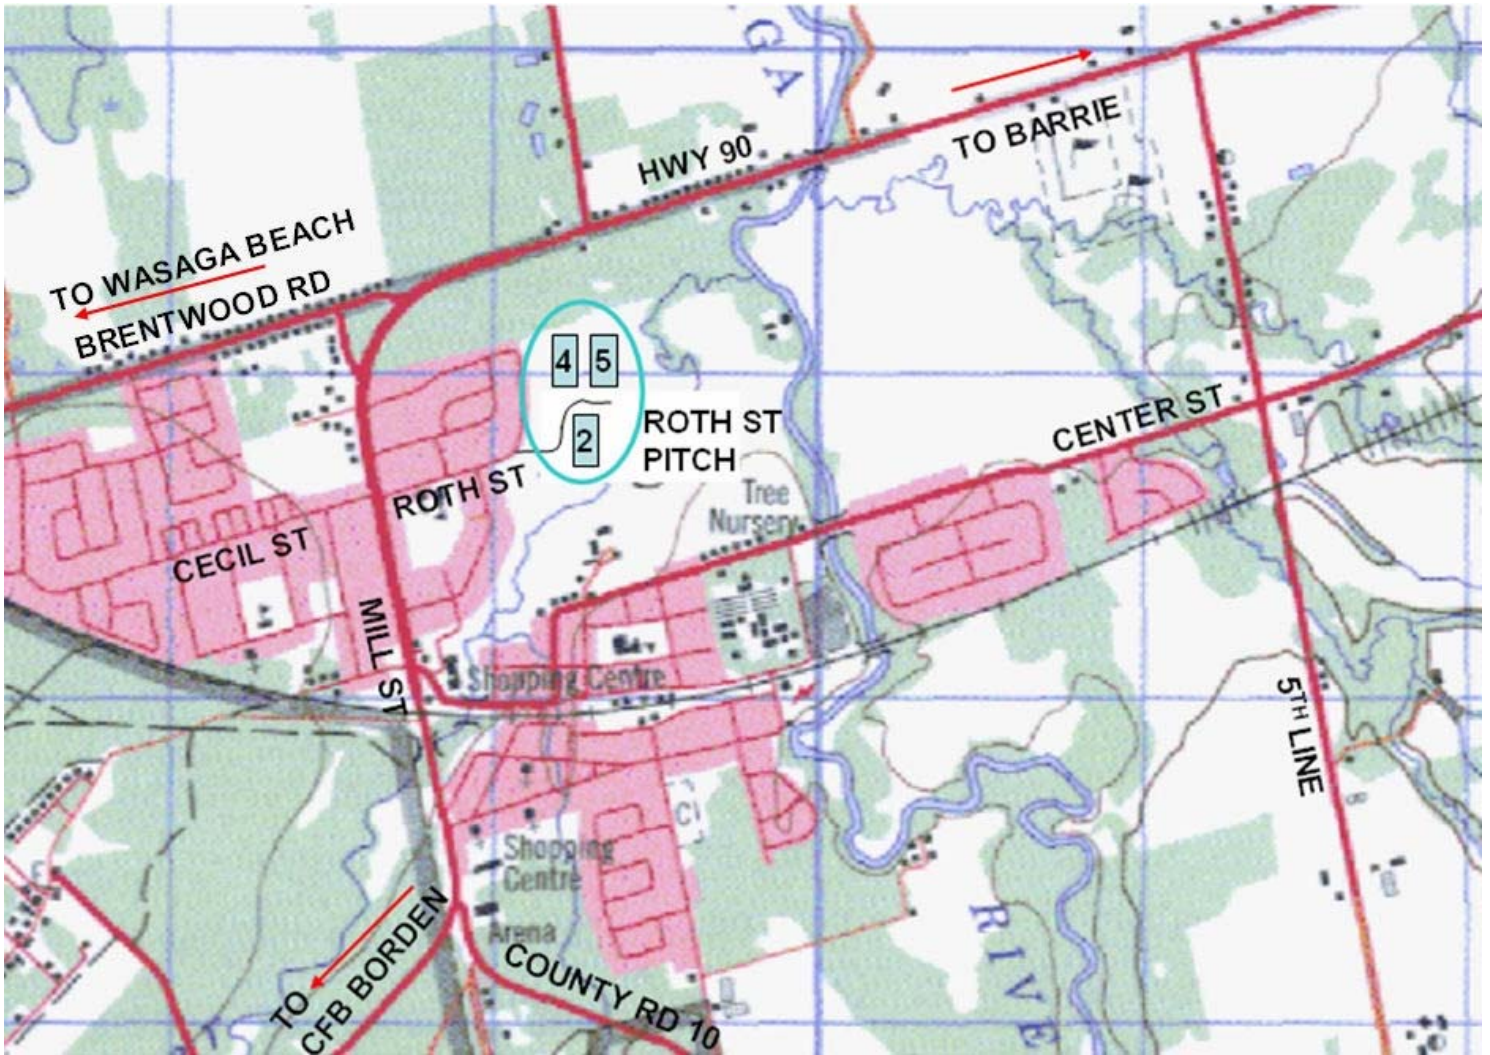 GA
HWY 90
TO BARRIE
TO WASAGA BEACH
BRENTWOOD RD
4 5
2
ROTH ST
PITCH
CENTER ST
ROTH ST
Tree
Nursery
CECIL ST
MILL ST
Shopping Centre
5TH LINE
C
Shopping
Centre
Arena
TO
CFB BORDEN
COUNTY RD 10
RIVE